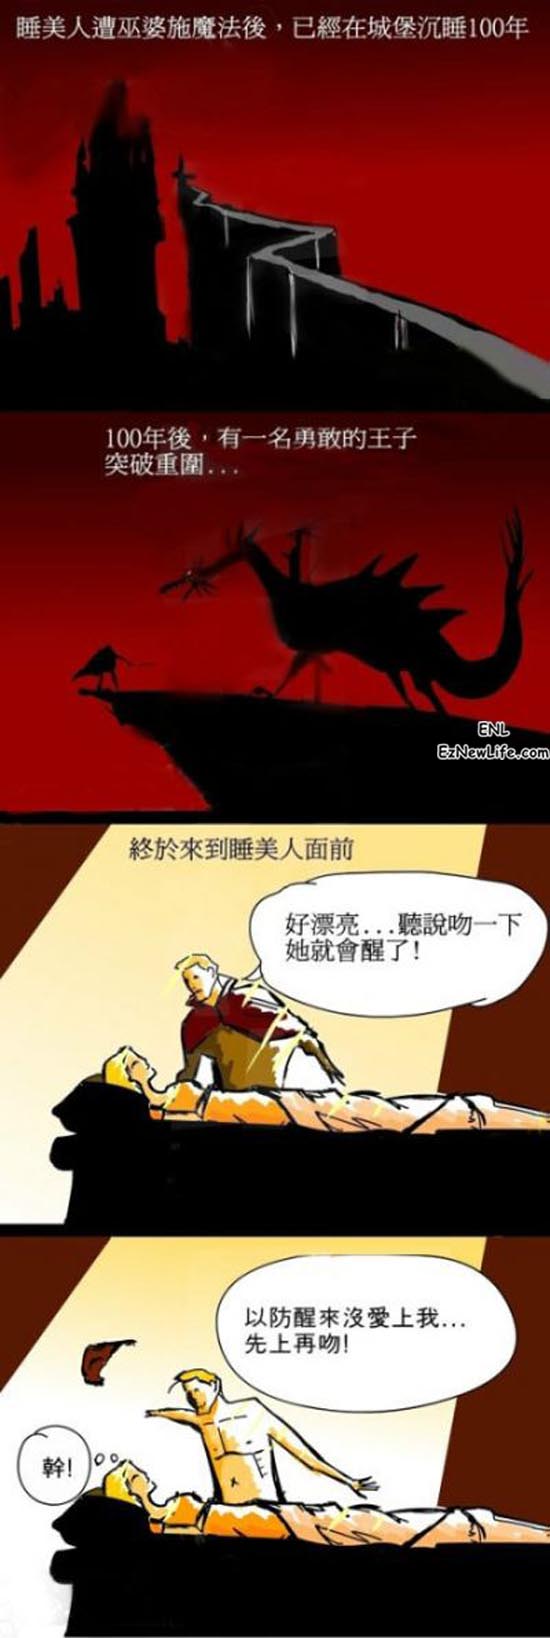 睡美人遭巫婆施魔法後，已經在城堡沉睡100年
100年後，有一名勇敢的王子
突破重圍...
ENL
EzNewLife.com
終於來到睡美人面前
好漂亮...聽說吻一下
她就會醒了!
以防醒來沒愛上我...
先上再吻!
幹!